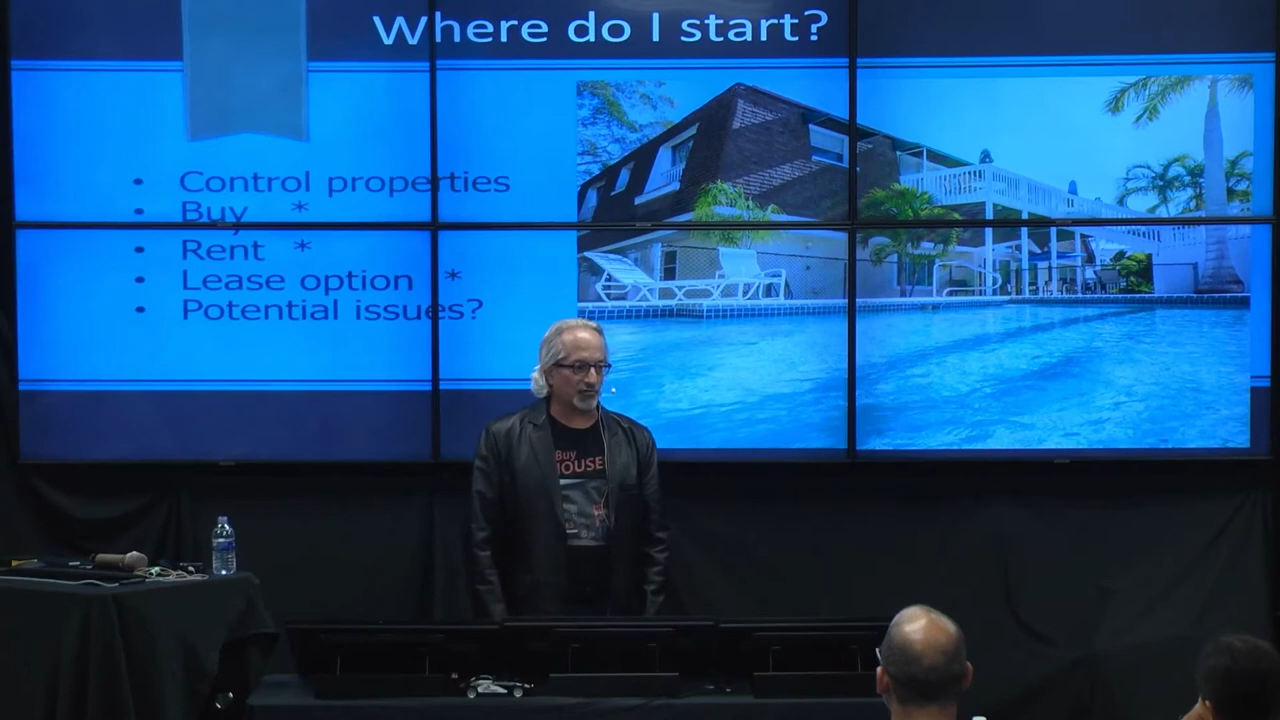 Where do I start?
• Control properties
• Buy *
• Rent *
• Lease option *
• Potential issues?
Buy
HOUSE